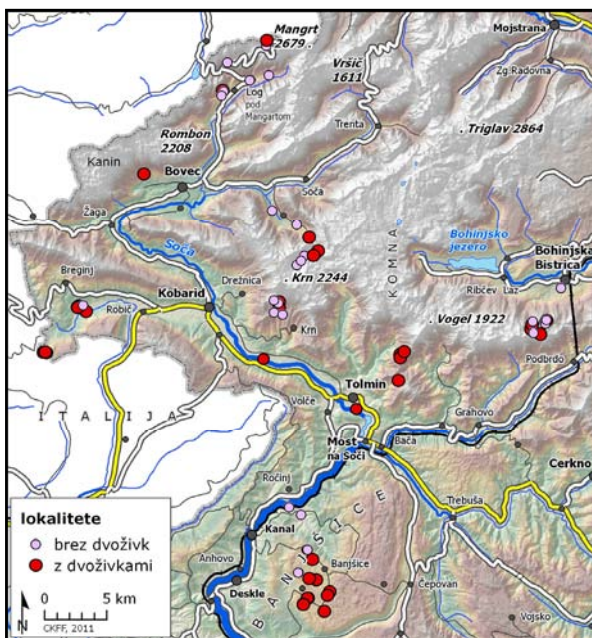 Mangrt
2679 .
Mojstrana
Vršič
1611
Zg.Radovna
Log
pod
Mangartom
Rombon
2208
Trenta
. Triglav 2864
Kanin
Bovec
Soča
Žaga
Soča
KOMNA
Bohinjsko
jezero
Bohinjska
Bistrica
Ribčev Laz
Breginj
Drežnica
. Krn 2244
Robič
Kobarid
Krn
. Vogel 1922
Podbrdo
Tolmin
Volče
ITALIJA
Grahovo
Most
na Soči
Bača
Cerkno
Ročinj
Trebuša
lokalitete
brez dvoživk
z dvoživkami
Kanal
BANJŠICE
Anhovo
Banjšice
Deskle
Čepovan
Vojsko
N
0 5 km
CKFF, 2011